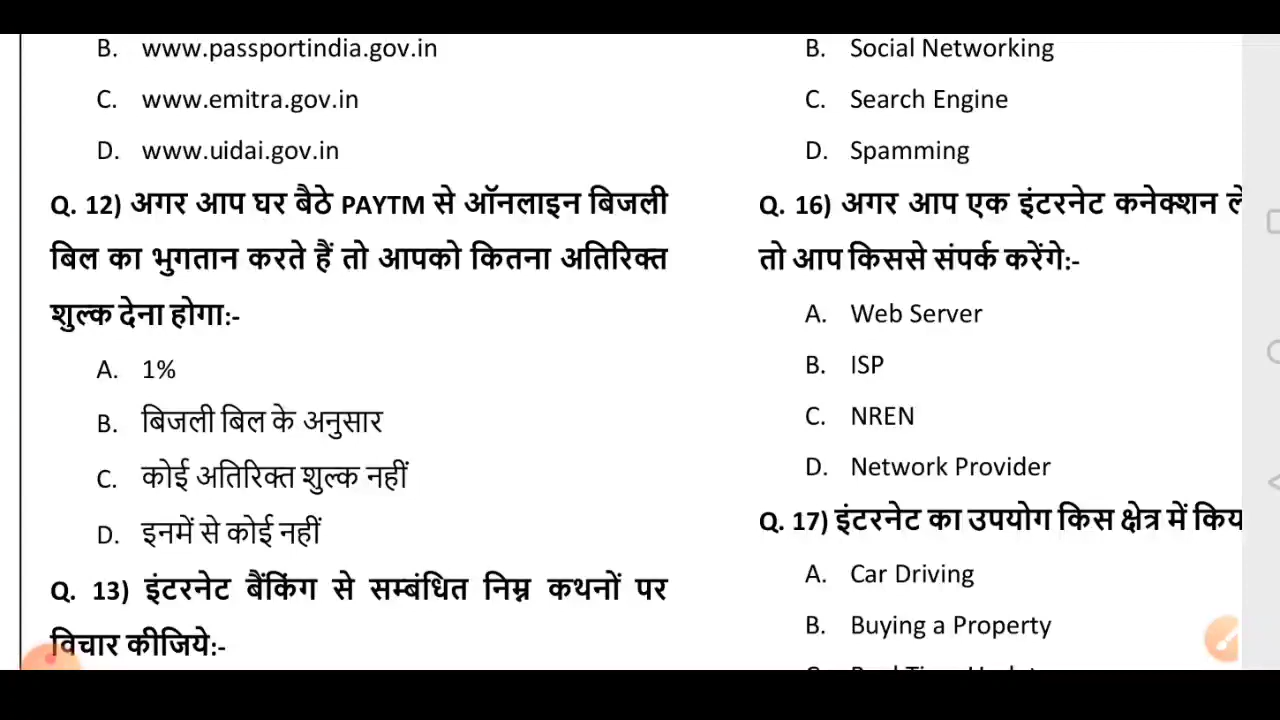 B. www.passportindia.gov.in
C. www.emitra.gov.in
D. www.uidai.gov.in
Q. 12) अगर आप घर बैठे PAYTM से ऑनलाइन बिजली
बिल का भुगतान करते हैं तो आपको कितना अतिरिक्त
शुल्क देना होगा:-
A. 1%
B. बिजली बिल के अनुसार
C. कोई अतिरिक्त शुल्क नहीं
D. इनमें से कोई नहीं
Q. 13) इंटरनेट बैंकिंग से सम्बंधित निम्न कथनों पर
विचार कीजिये:-
B. Social Networking
C. Search Engine
D. Spamming
Q. 16) अगर आप एक इंटरनेट कनेक्शन ले
तो आप किससे संपर्क करेंगे:-
A. Web Server
B. ISP
C. NREN
D. Network Provider
Q. 17) इंटरनेट का उपयोग किस क्षेत्र में किय
A. Car Driving
B. Buying a Property